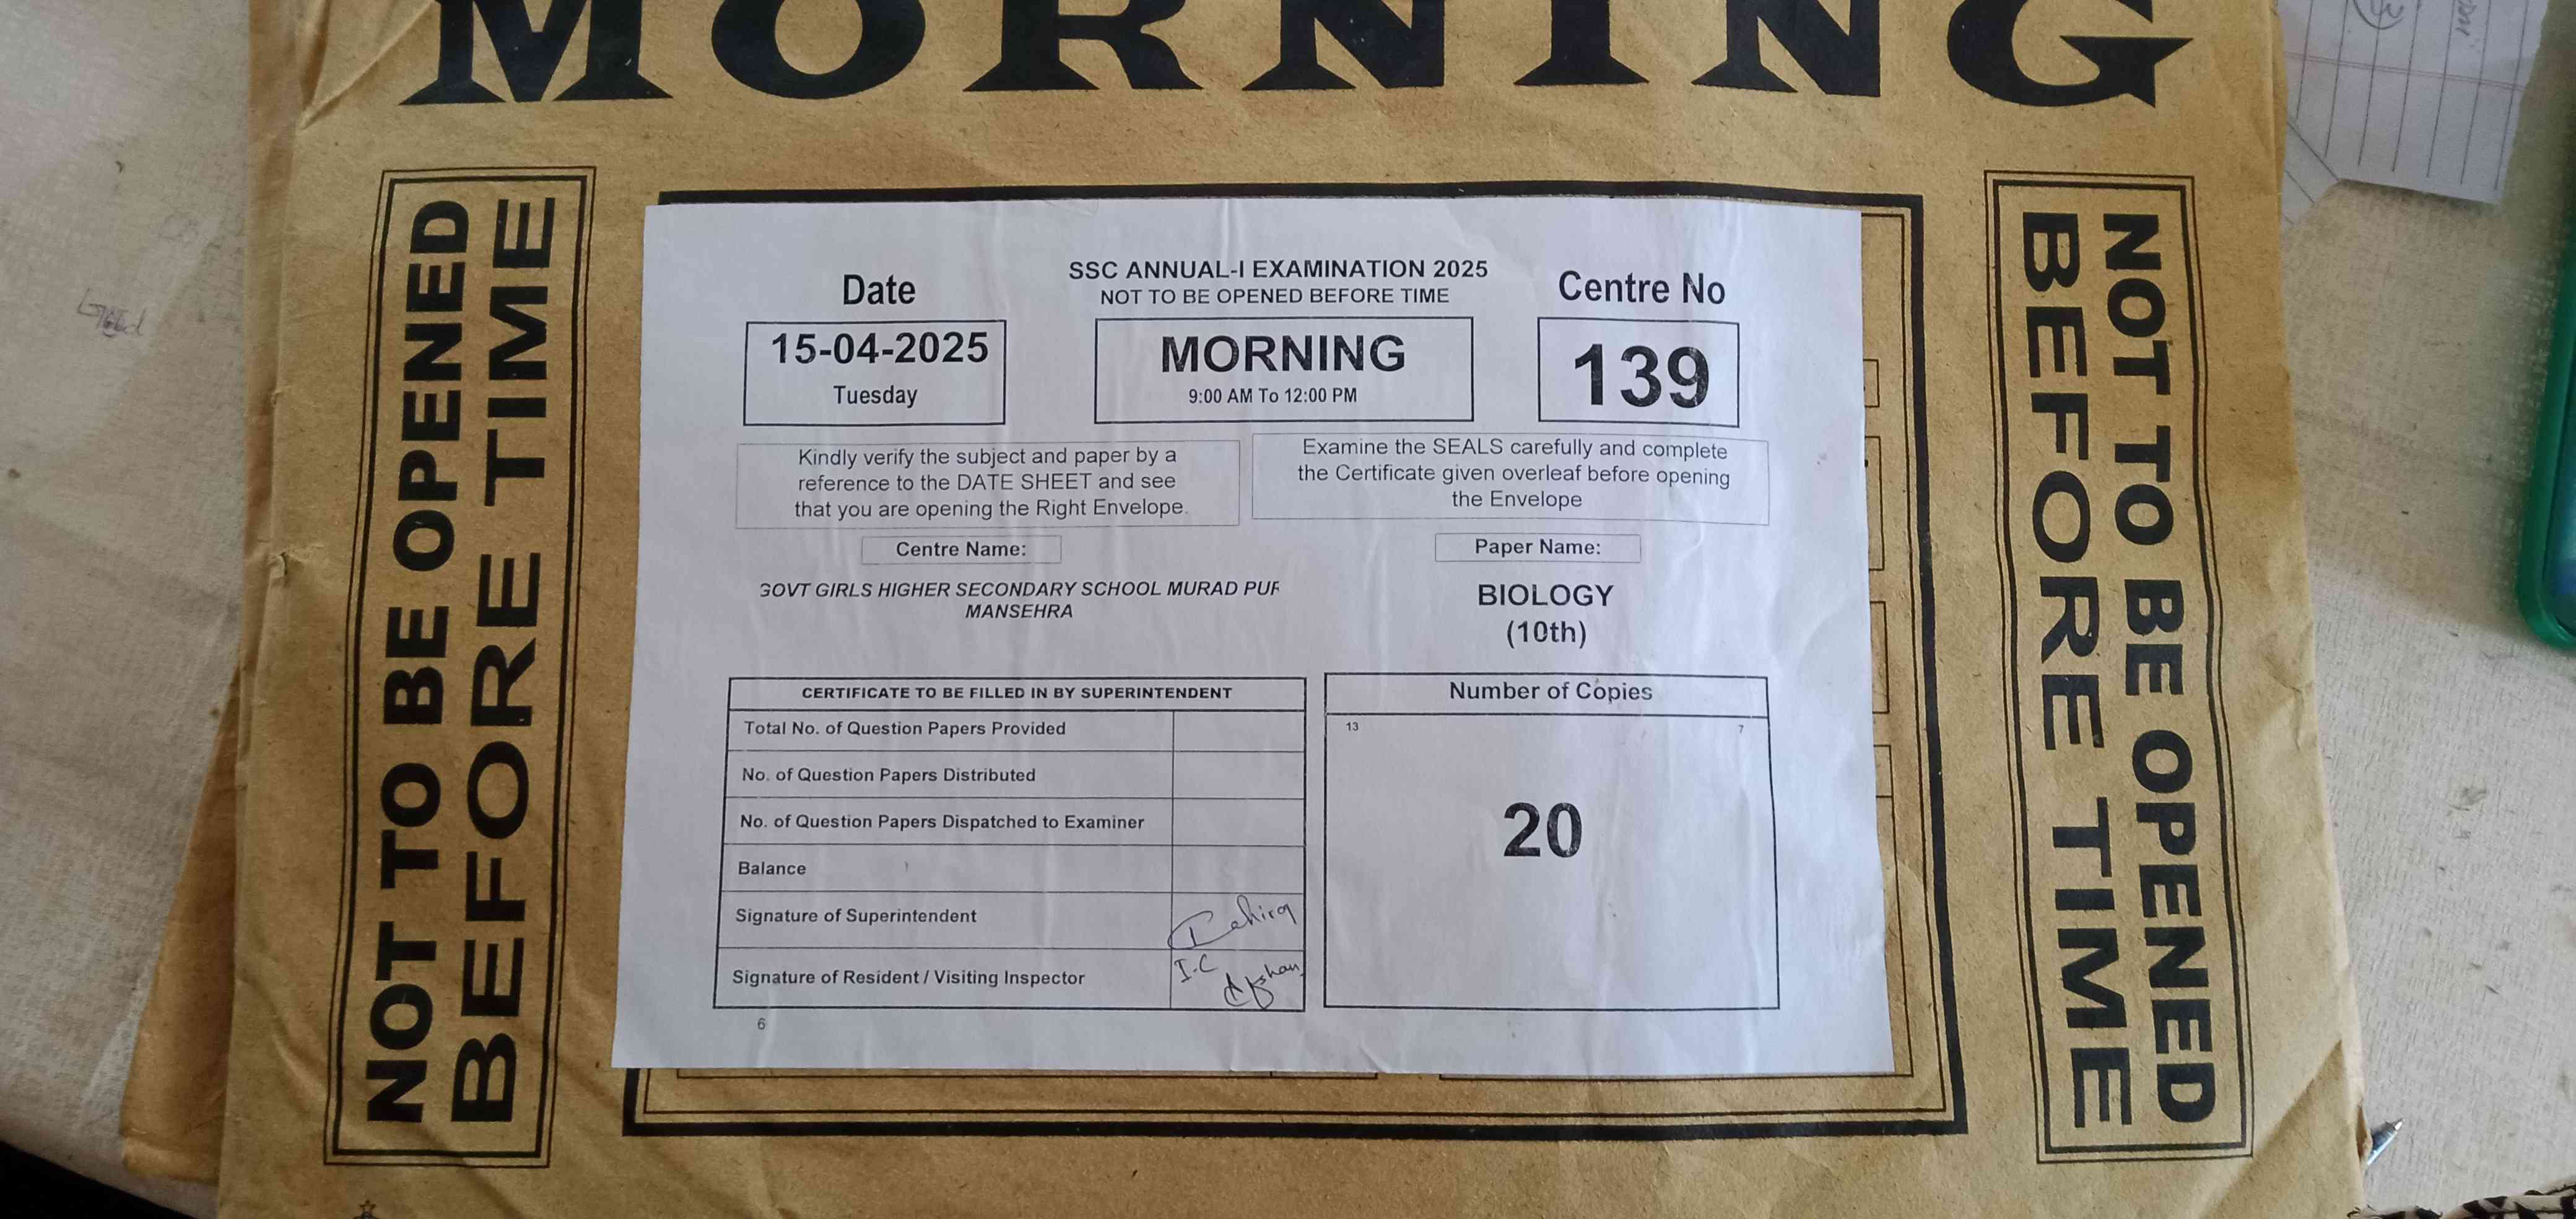 MORNING
NOT TO BE OPENED
BEFORE TIME
Date
15-04-2025
Tuesday
SSC ANNUAL-I EXAMINATION 2025
NOT TO BE OPENED BEFORE TIME
MORNING
9:00 AM To 12:00 PM
Centre No
139
Kindly verify the subject and paper by a
reference to the DATE SHEET and see
that you are opening the Right Envelope.
Examine the SEALS carefully and complete
the Certificate given overleaf before opening
the Envelope
Centre Name:
GOVT GIRLS HIGHER SECONDARY SCHOOL MURAD PUR
MANSEHRA
Paper Name:
BIOLOGY
(10th)
CERTIFICATE TO BE FILLED IN BY SUPERINTENDENT
Total No. of Question Papers Provided
No. of Question Papers Distributed
No. of Question Papers Dispatched to Examiner
Balance
Signature of Superintendent
Signature of Resident / Visiting Inspector
I.C
Afshan
6
Number of Copies
13 7
20
NOT TO BE OPENED
BEFORE TIME